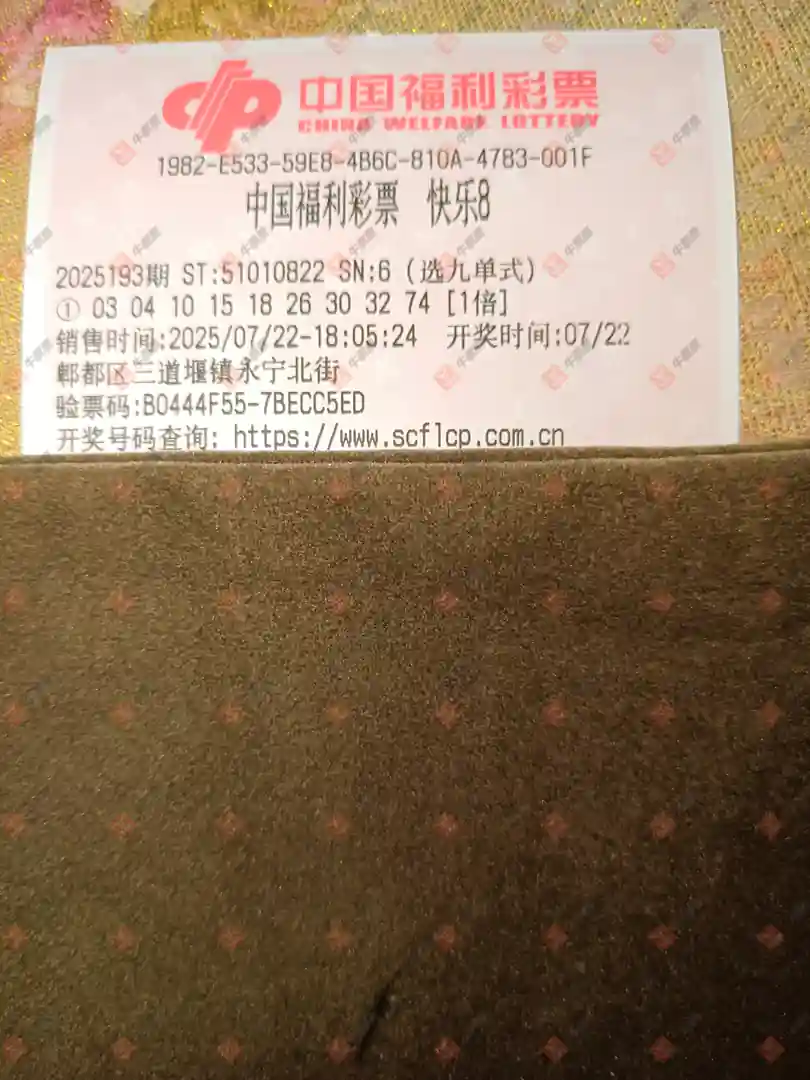 中国福利彩票
CHINA WELFARE LOTTERY
1982-E533-59E8-4B6C-810A-47B3-001F
中国福利彩票 快乐8
2025193期 ST:51010822 SN:6 (选九单式)
① 03 04 10 15 18 26 30 32 74 [1倍]
销售时间:2025/07/22-18:05:24 开奖时间:07/22
郫都区三道堰镇永宁北街
验票码:B0444F55-7BECC5ED
开奖号码查询: https://www.scflcp.com.cn